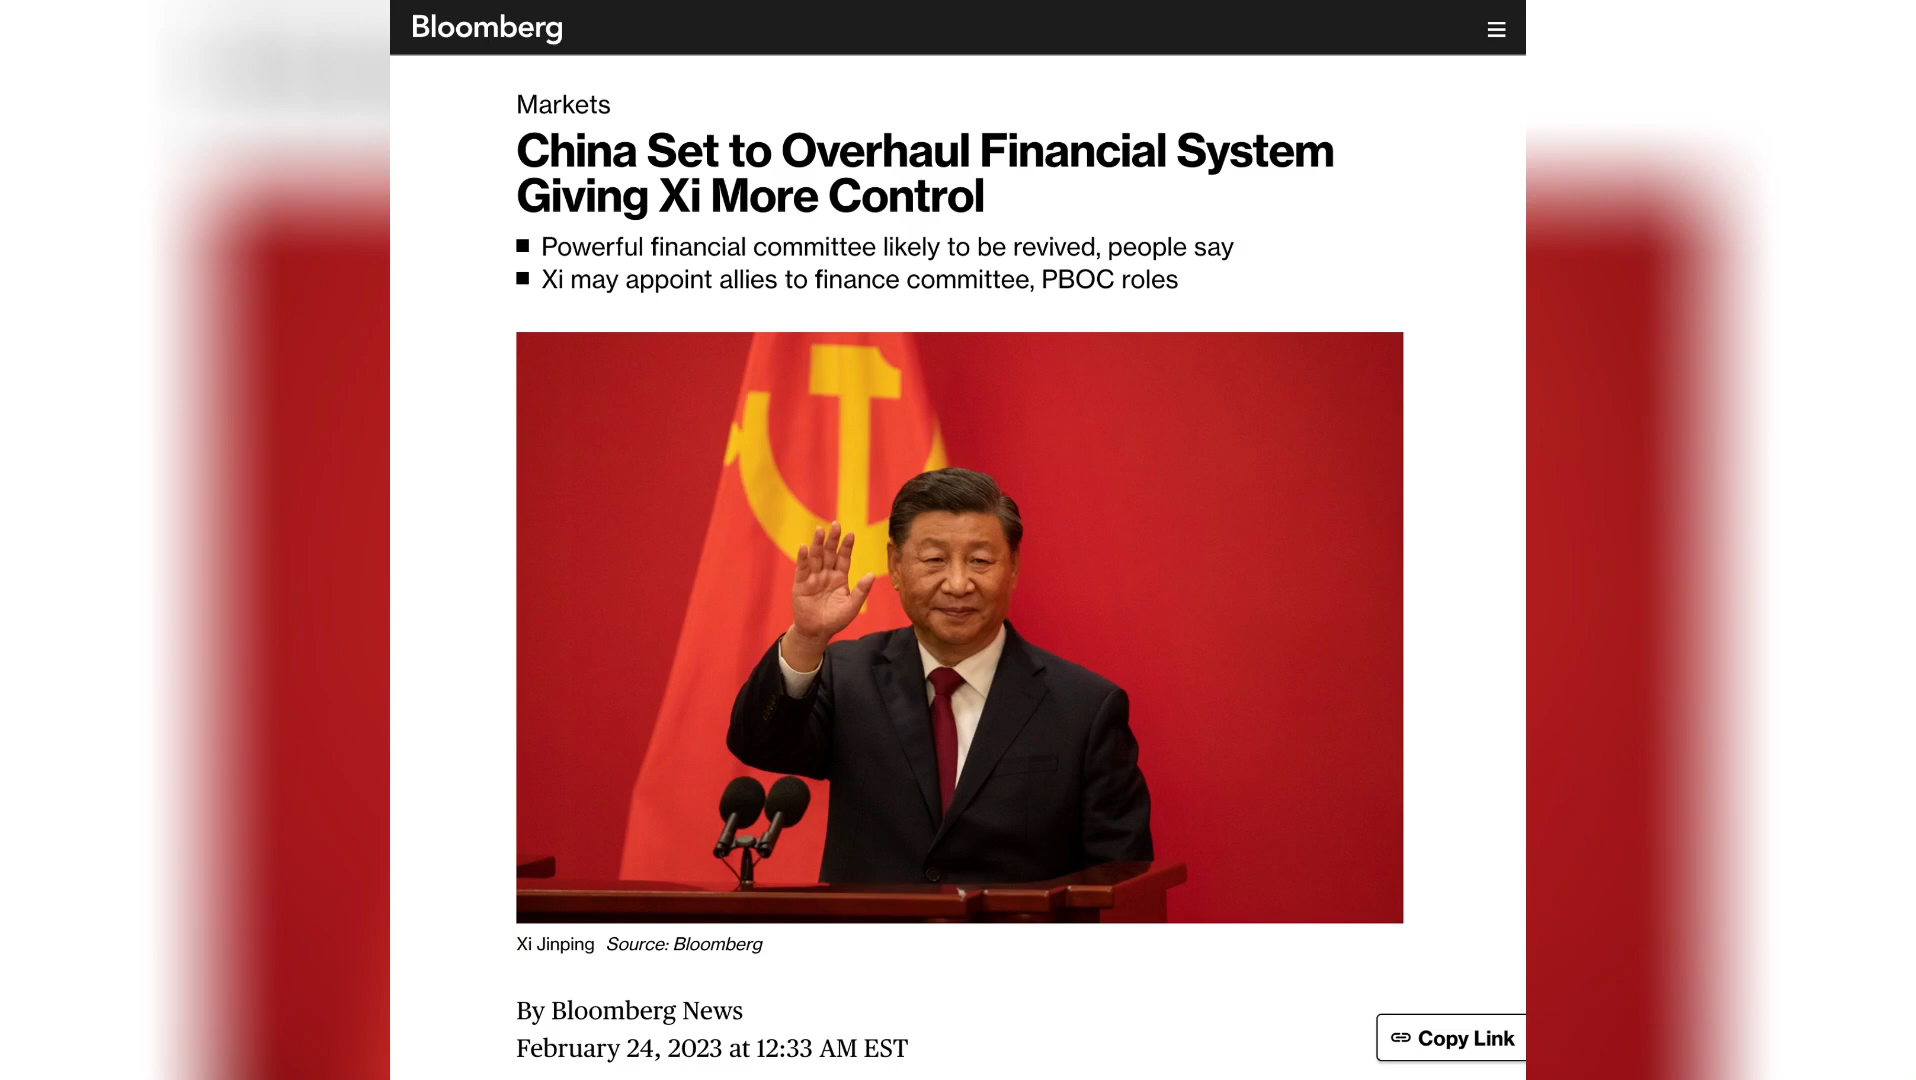 Bloomberg
Markets
China Set to Overhaul Financial System
Giving Xi More Control
Powerful financial committee likely to be revived, people say
Xi may appoint allies to finance committee, PBOC roles
Xi Jinping Source: Bloomberg
By Bloomberg News
February 24, 2023 at 12:33 AM EST
Copy Link